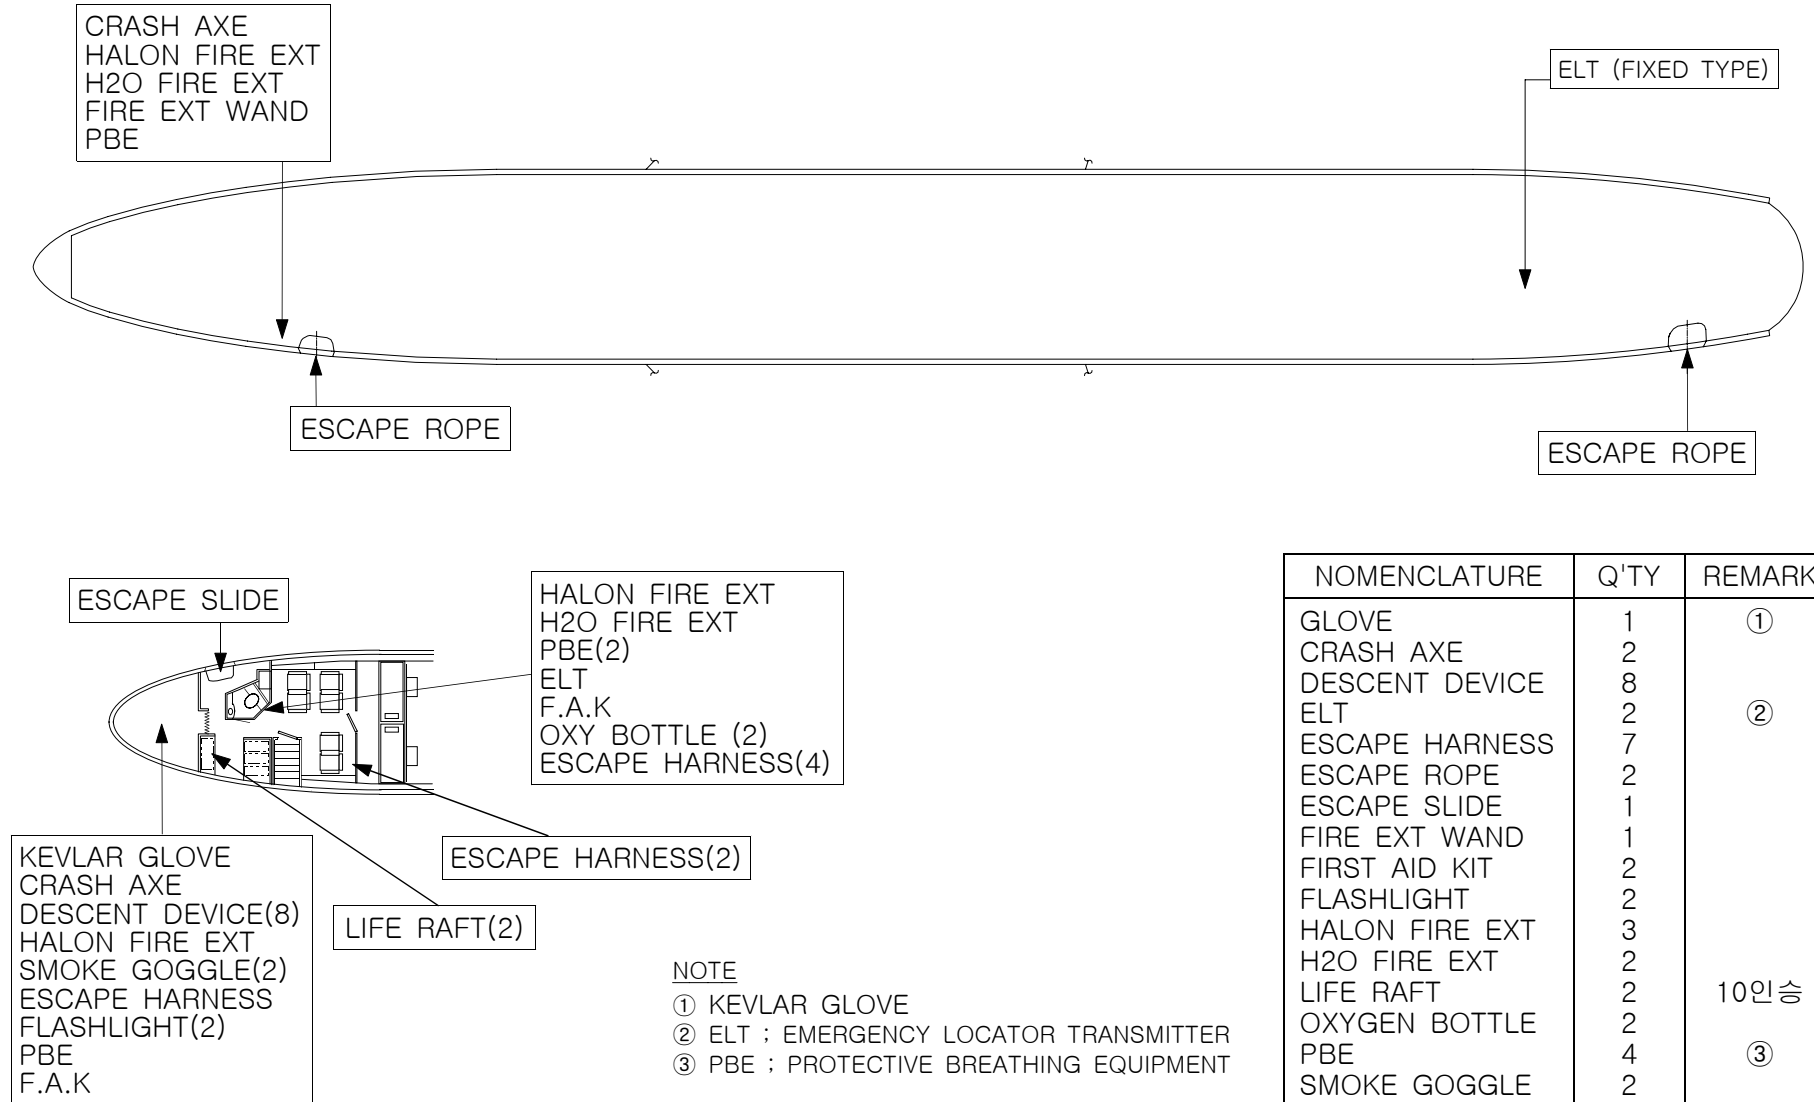 CRASH AXE
HALON FIRE EXT
H2O FIRE EXT
FIRE EXT WAND
PBE
ELT (FIXED TYPE)
ESCAPE ROPE
ESCAPE ROPE
ESCAPE SLIDE
HALON FIRE EXT
H2O FIRE EXT
PBE(2)
ELT
F.A.K
OXY BOTTLE (2)
ESCAPE HARNESS(4)
ESCAPE HARNESS(2)
LIFE RAFT(2)
KEVLAR GLOVE
CRASH AXE
DESCENT DEVICE(8)
HALON FIRE EXT
SMOKE GOGGLE(2)
ESCAPE HARNESS
FLASHLIGHT(2)
PBE
F.A.K
NOTE
① KEVLAR GLOVE
② ELT ; EMERGENCY LOCATOR TRANSMITTER
③ PBE ; PROTECTIVE BREATHING EQUIPMENT
NOMENCLATURE Q'TY REMARK
GLOVE 1 ①
CRASH AXE 2
DESCENT DEVICE 8
ELT 2 ②
ESCAPE HARNESS 7
ESCAPE ROPE 2
ESCAPE SLIDE 1
FIRE EXT WAND 1
FIRST AID KIT 2
FLASHLIGHT 2
HALON FIRE EXT 3
H2O FIRE EXT 2
LIFE RAFT 2 10인승
OXYGEN BOTTLE 2
PBE 4 ③
SMOKE GOGGLE 2